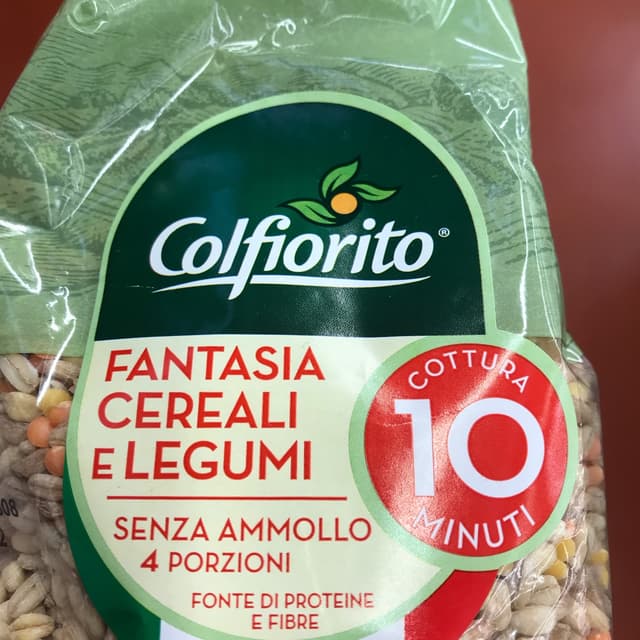 Colfiorito®
FANTASIA
CEREALI
E LEGUMI
COTTURA
10
MINUTI
SENZA AMMOLLO
4 PORZIONI
FONTE DI PROTEINE
E FIBRE